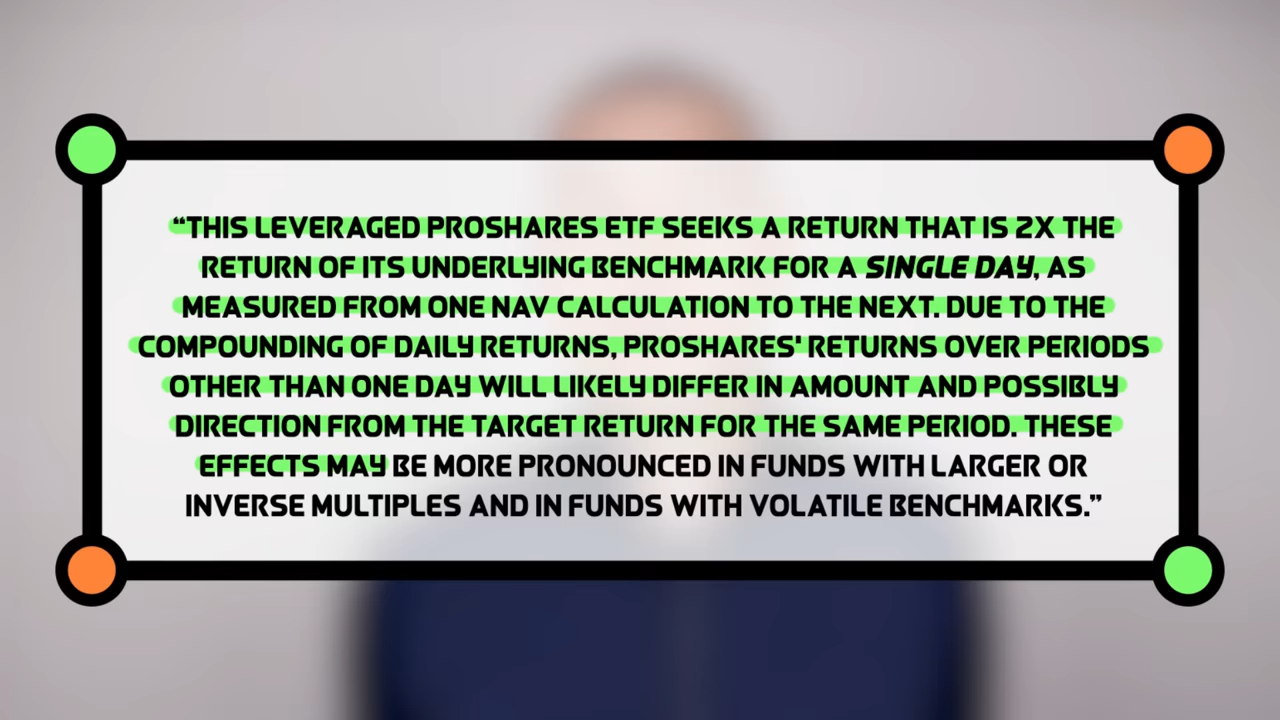 “THIS LEVERAGED PROSHARES ETF SEEKS A RETURN THAT IS 2X THE
RETURN OF ITS UNDERLYING BENCHMARK FOR A SINGLE DAY, AS
MEASURED FROM ONE NAV CALCULATION TO THE NEXT. DUE TO THE
COMPOUNDING OF DAILY RETURNS, PROSHARES' RETURNS OVER PERIODS
OTHER THAN ONE DAY WILL LIKELY DIFFER IN AMOUNT AND POSSIBLY
DIRECTION FROM THE TARGET RETURN FOR THE SAME PERIOD. THESE
EFFECTS MAY BE MORE PRONOUNCED IN FUNDS WITH LARGER OR
INVERSE MULTIPLES AND IN FUNDS WITH VOLATILE BENCHMARKS.”